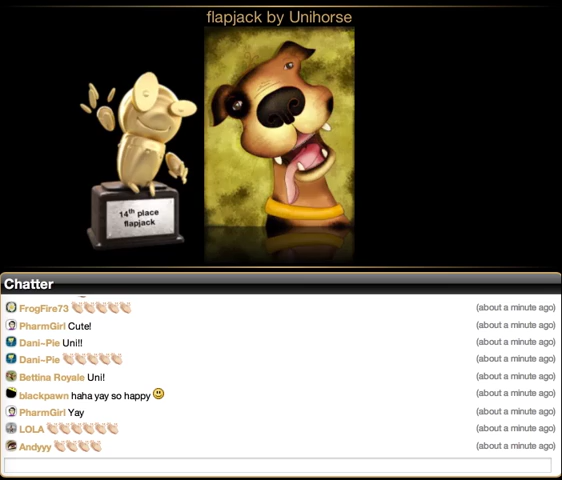 flapjack by Unihorse
14th place
flapjack
Chatter
FrogFire73 👏👏👏👏👏 (about a minute ago)
PharmGirl Cute! (about a minute ago)
Dani-Pie Uni!! (about a minute ago)
Dani-Pie 👏👏👏👏👏 (about a minute ago)
Bettina Royale Uni! (about a minute ago)
blackpawn haha yay so happy 🙂 (about a minute ago)
PharmGirl Yay (about a minute ago)
LOLA 👏👏👏👏👏👏 (about a minute ago)
Andyyy 👏👏👏👏 (about a minute ago)